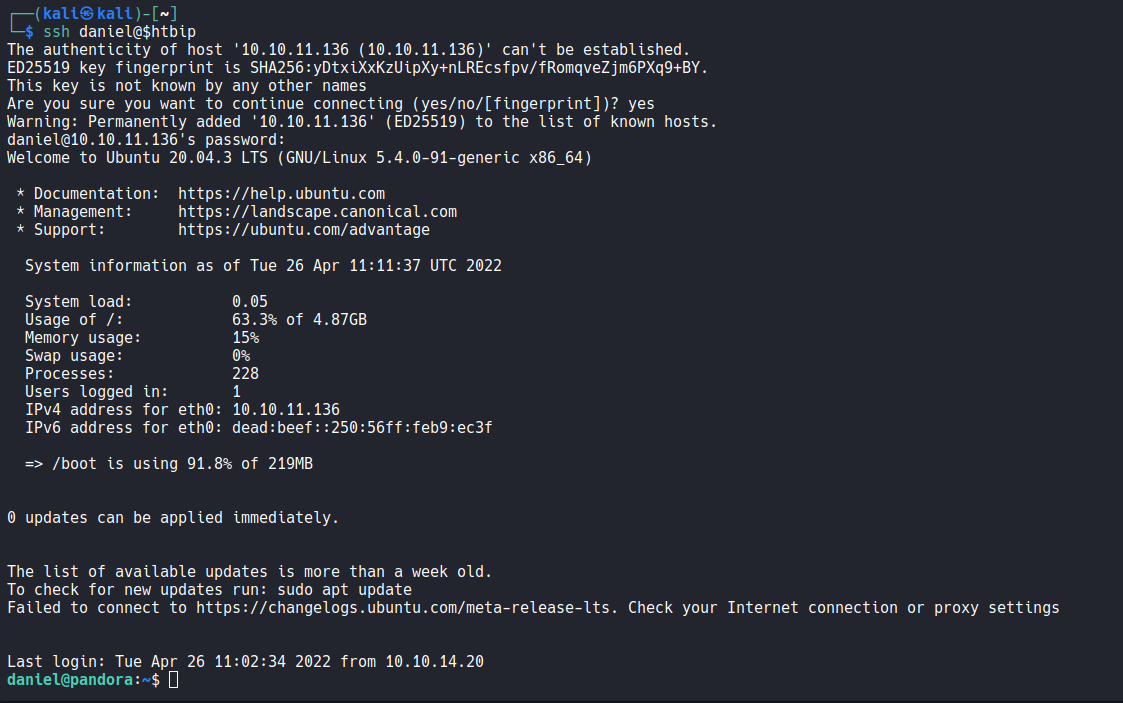 ┌──(kali㉿kali)-[~]
└─$ ssh daniel@$htbip
The authenticity of host '10.10.11.136 (10.10.11.136)' can't be established.
ED25519 key fingerprint is SHA256:yDtxiXxKzUipXy+nLREcsfpv/fRomqveZjm6PXq9+BY.
This key is not known by any other names
Are you sure you want to continue connecting (yes/no/[fingerprint])? yes
Warning: Permanently added '10.10.11.136' (ED25519) to the list of known hosts.
daniel@10.10.11.136's password:
Welcome to Ubuntu 20.04.3 LTS (GNU/Linux 5.4.0-91-generic x86_64)

 * Documentation:  https://help.ubuntu.com
 * Management:     https://landscape.canonical.com
 * Support:        https://ubuntu.com/advantage

  System information as of Tue 26 Apr 11:11:37 UTC 2022

  System load:           0.05
  Usage of /:            63.3% of 4.87GB
  Memory usage:          15%
  Swap usage:            0%
  Processes:             228
  Users logged in:       1
  IPv4 address for eth0: 10.10.11.136
  IPv6 address for eth0: dead:beef::250:56ff:feb9:ec3f

  => /boot is using 91.8% of 219MB

0 updates can be applied immediately.

The list of available updates is more than a week old.
To check for new updates run: sudo apt update
Failed to connect to https://changelogs.ubuntu.com/meta-release-lts. Check your Internet connection or proxy settings

Last login: Tue Apr 26 11:02:34 2022 from 10.10.14.20
daniel@pandora:~$